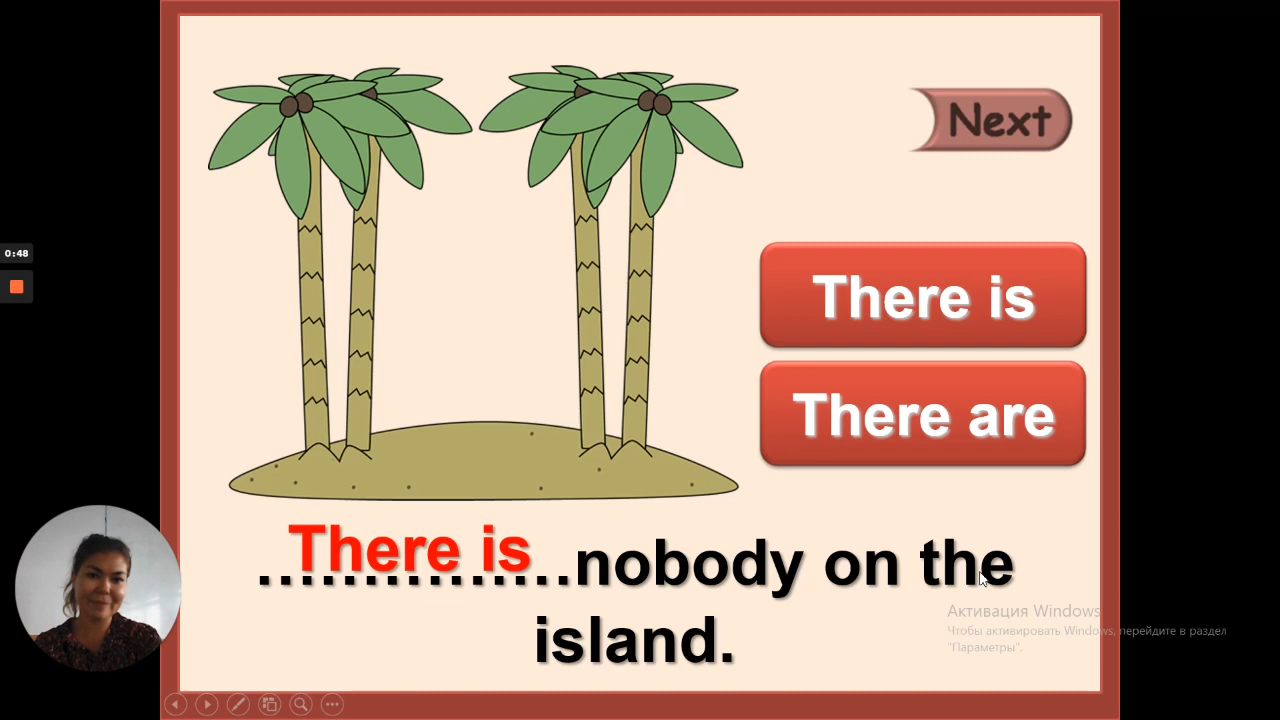 Next
0:48
There is
There are
There is
……………nobody on the
island.
Активация Windows
Чтобы активировать Windows, перейдите в раздел
"Параметры".